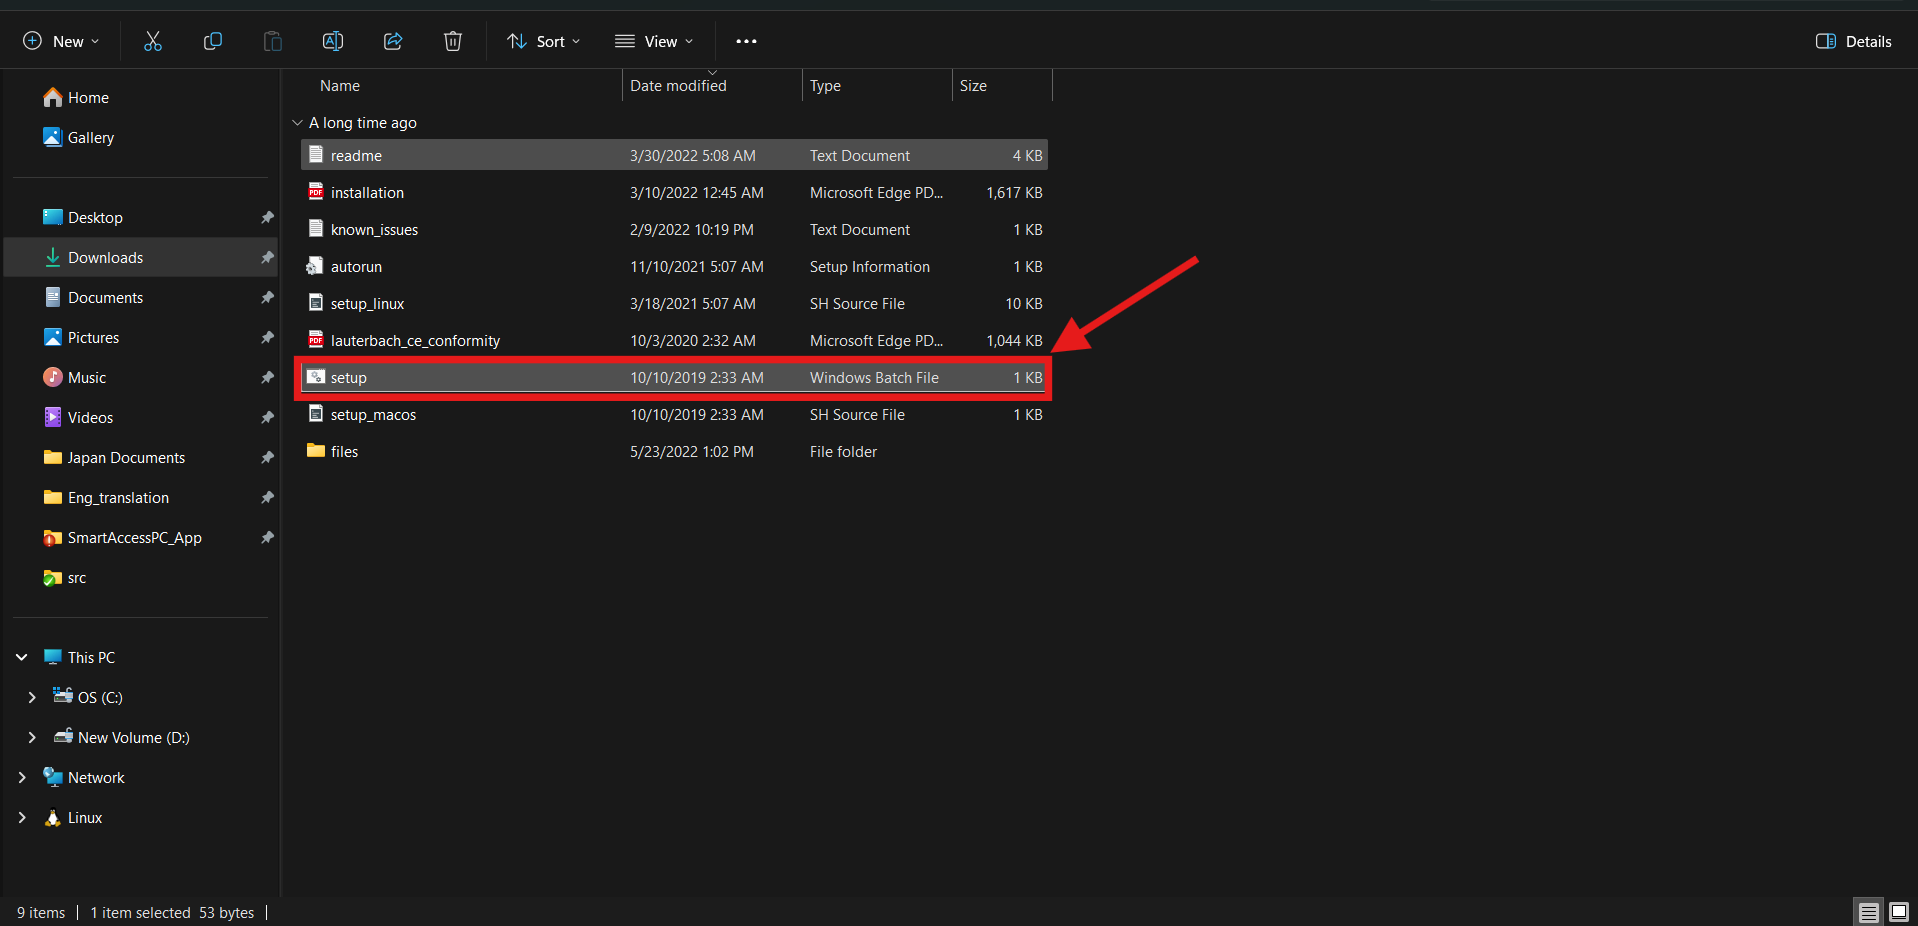 New
Sort
View
Details
Home
Gallery
Desktop
Downloads
Documents
Pictures
Music
Videos
Japan Documents
Eng_translation
SmartAccessPC_App
src
This PC
OS (C:)
New Volume (D:)
Network
Linux
Name Date modified Type Size
A long time ago
readme 3/30/2022 5:08 AM Text Document 4 KB
PDF installation 3/10/2022 12:45 AM Microsoft Edge PD... 1,617 KB
known_issues 2/9/2022 10:19 PM Text Document 1 KB
autorun 11/10/2021 5:07 AM Setup Information 1 KB
setup_linux 3/18/2021 5:07 AM SH Source File 10 KB
PDF lauterbach_ce_conformity 10/3/2020 2:32 AM Microsoft Edge PD... 1,044 KB
setup 10/10/2019 2:33 AM Windows Batch File 1 KB
setup_macos 10/10/2019 2:33 AM SH Source File 1 KB
files 5/23/2022 1:02 PM File folder
9 items 1 item selected 53 bytes